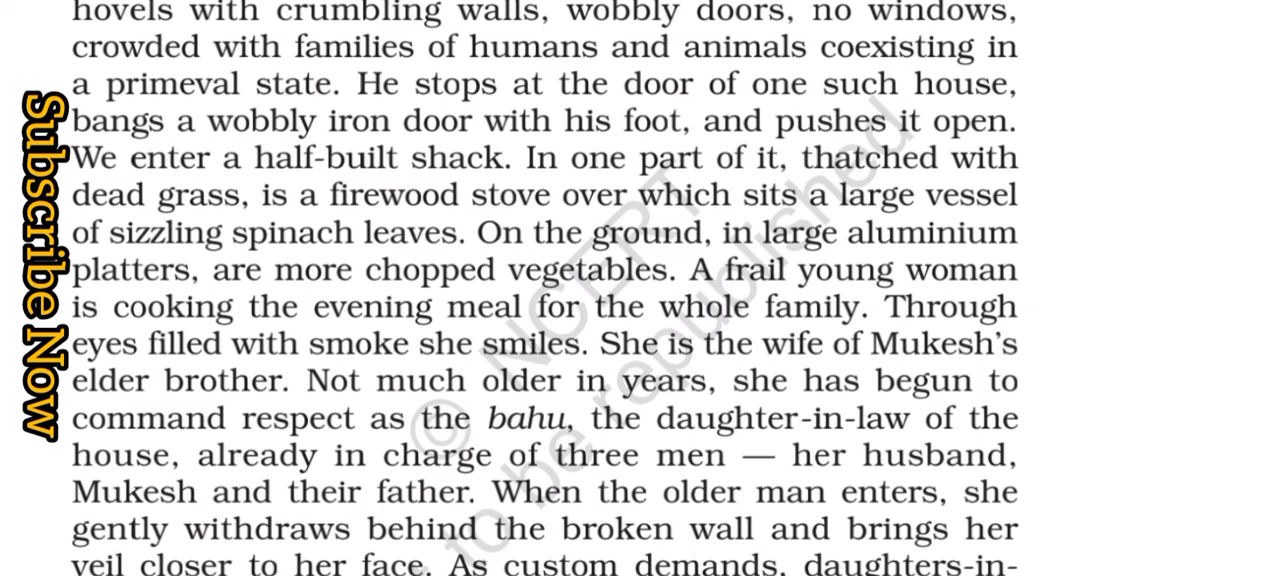 hovels with crumbling walls, wobbly doors, no windows,
crowded with families of humans and animals coexisting in
a primeval state. He stops at the door of one such house,
bangs a wobbly iron door with his foot, and pushes it open.
We enter a half-built shack. In one part of it, thatched with
dead grass, is a firewood stove over which sits a large vessel
of sizzling spinach leaves. On the ground, in large aluminium
platters, are more chopped vegetables. A frail young woman
is cooking the evening meal for the whole family. Through
eyes filled with smoke she smiles. She is the wife of Mukesh’s
elder brother. Not much older in years, she has begun to
command respect as the bahu, the daughter-in-law of the
house, already in charge of three men — her husband,
Mukesh and their father. When the older man enters, she
gently withdraws behind the broken wall and brings her
veil closer to her face. As custom demands, daughters-in-
Subscribe Now
© NCERT
to be republished